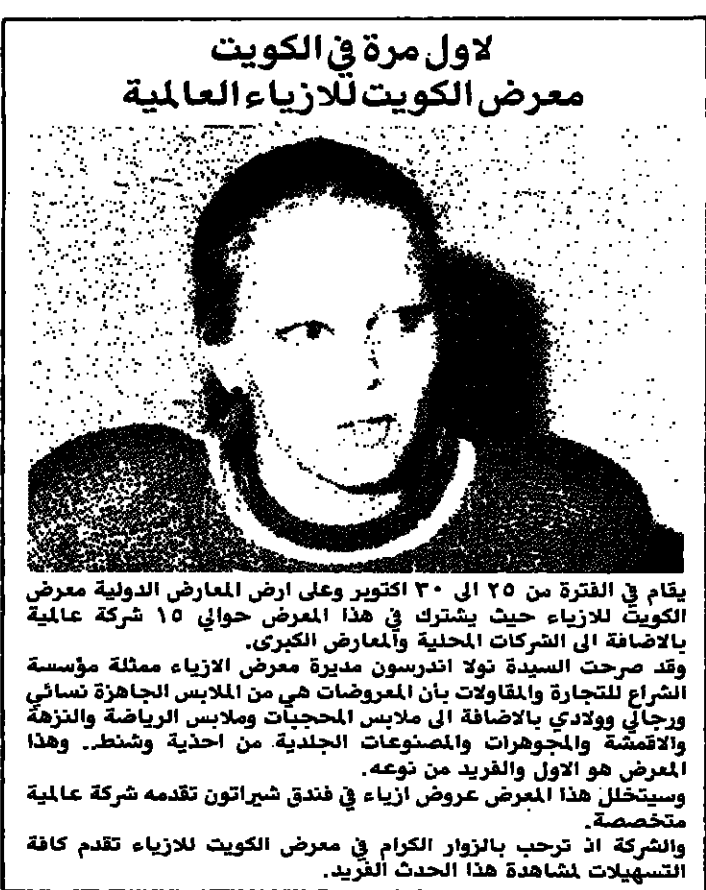 لاول مرة في الكويت
معرض الكويت للازياء العالمية
يقام في الفترة من ٢٥ الى ٣٠ اكتوبر وعلى ارض المعارض الدولية معرض
الكويت للازياء حيث يشترك في هذا المعرض حوالي ١٥ شركة عالمية
بالاضافة الى الشركات المحلية والمعارض الكبرى.
وقد صرحت السيدة نولا اندرسون مديرة معرض الازياء ممثلة مؤسسة
الشراع للتجارة والمقاولات بأن المعروضات هي من الملابس الجاهزة نسائي
ورجالي وولادي بالاضافة الى ملابس المحجبات وملابس الرياضة والنزهة
والاقمشة والمجوهرات والمصنوعات الجلدية من احذية وشنط.. وهذا
المعرض هو الاول والفريد من نوعه.
وسيتخلل هذا المعرض عروض ازياء في فندق شيراتون تقدمه شركة عالمية
متخصصة.
والشركة اذ ترحب بالزوار الكرام في معرض الكويت للازياء تقدم كافة
التسهيلات لمشاهدة هذا الحدث الفريد.